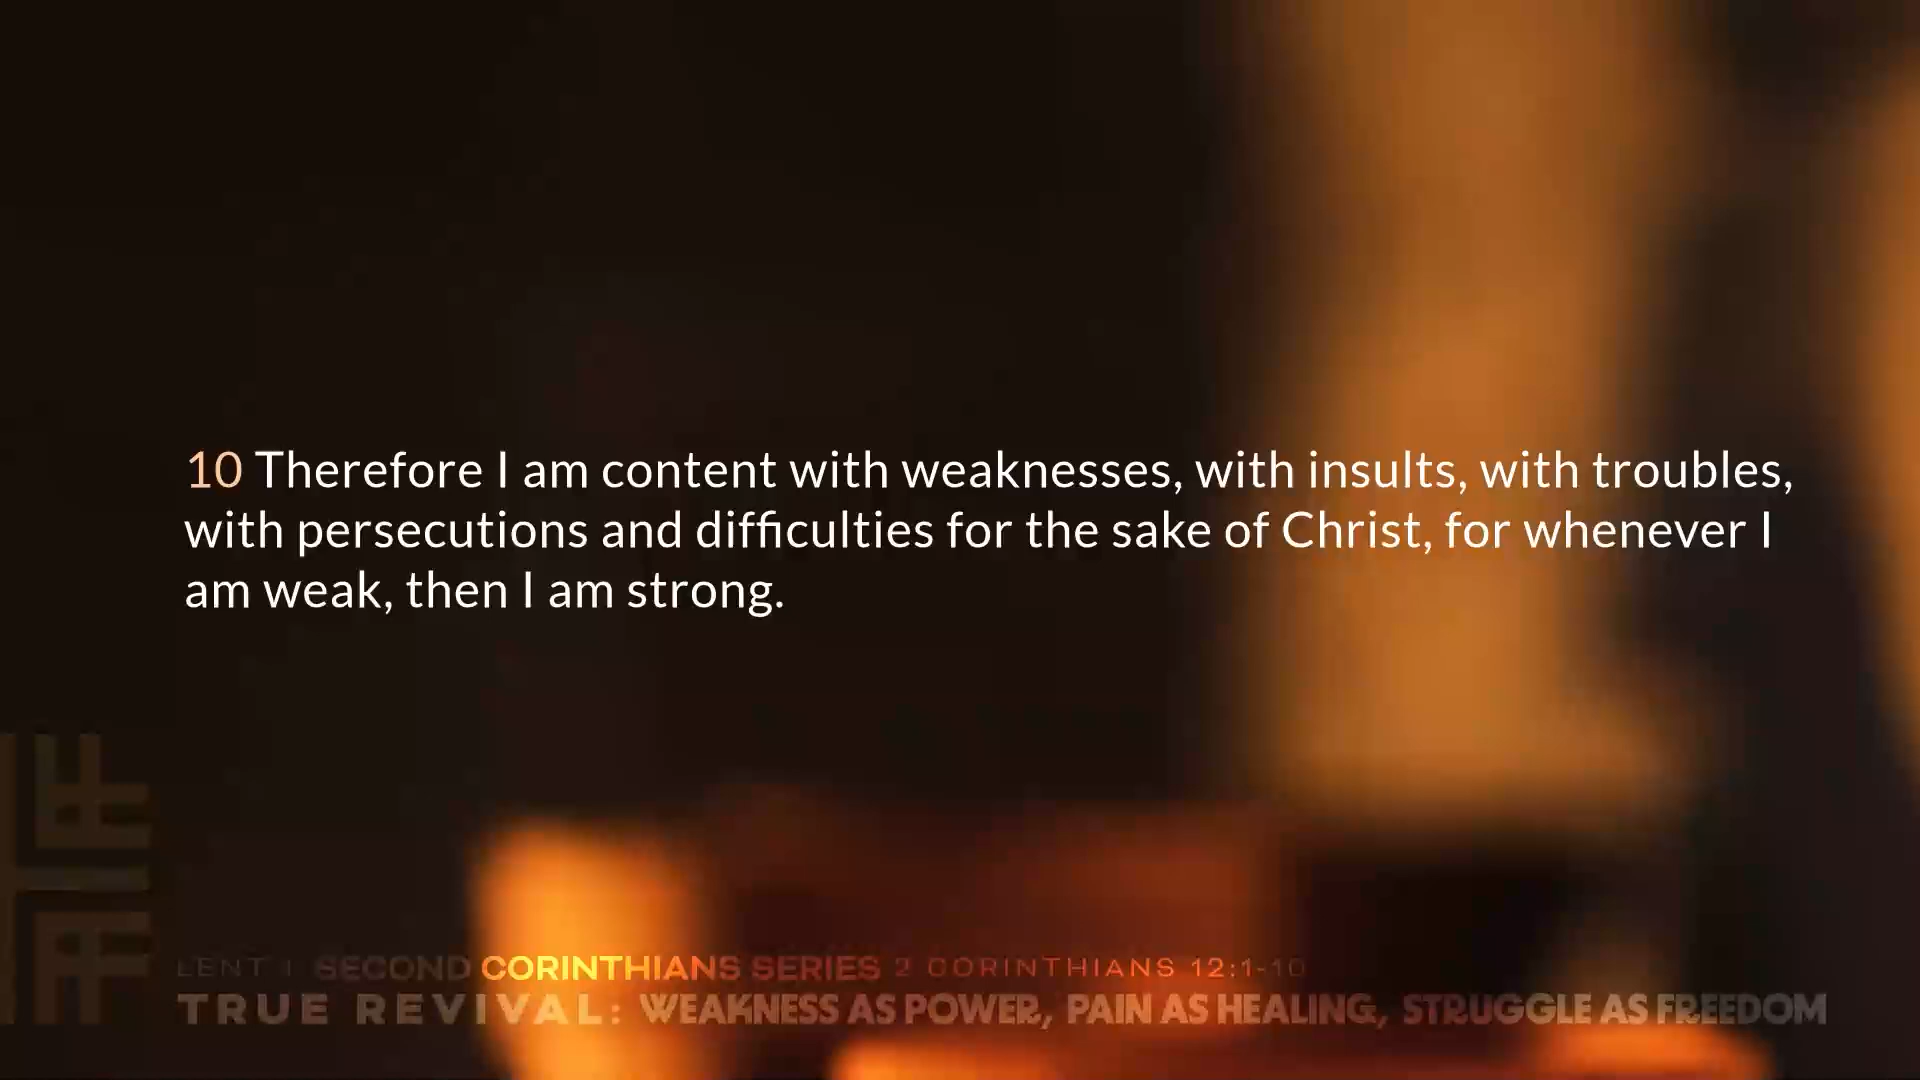 10 Therefore I am content with weaknesses, with insults, with troubles,
with persecutions and difficulties for the sake of Christ, for whenever I
am weak, then I am strong.
LENT 1 SECOND CORINTHIANS SERIES 2 CORINTHIANS 12:1-10
TRUE REVIVAL: WEAKNESS AS POWER, PAIN AS HEALING, STRUGGLE AS FREEDOM